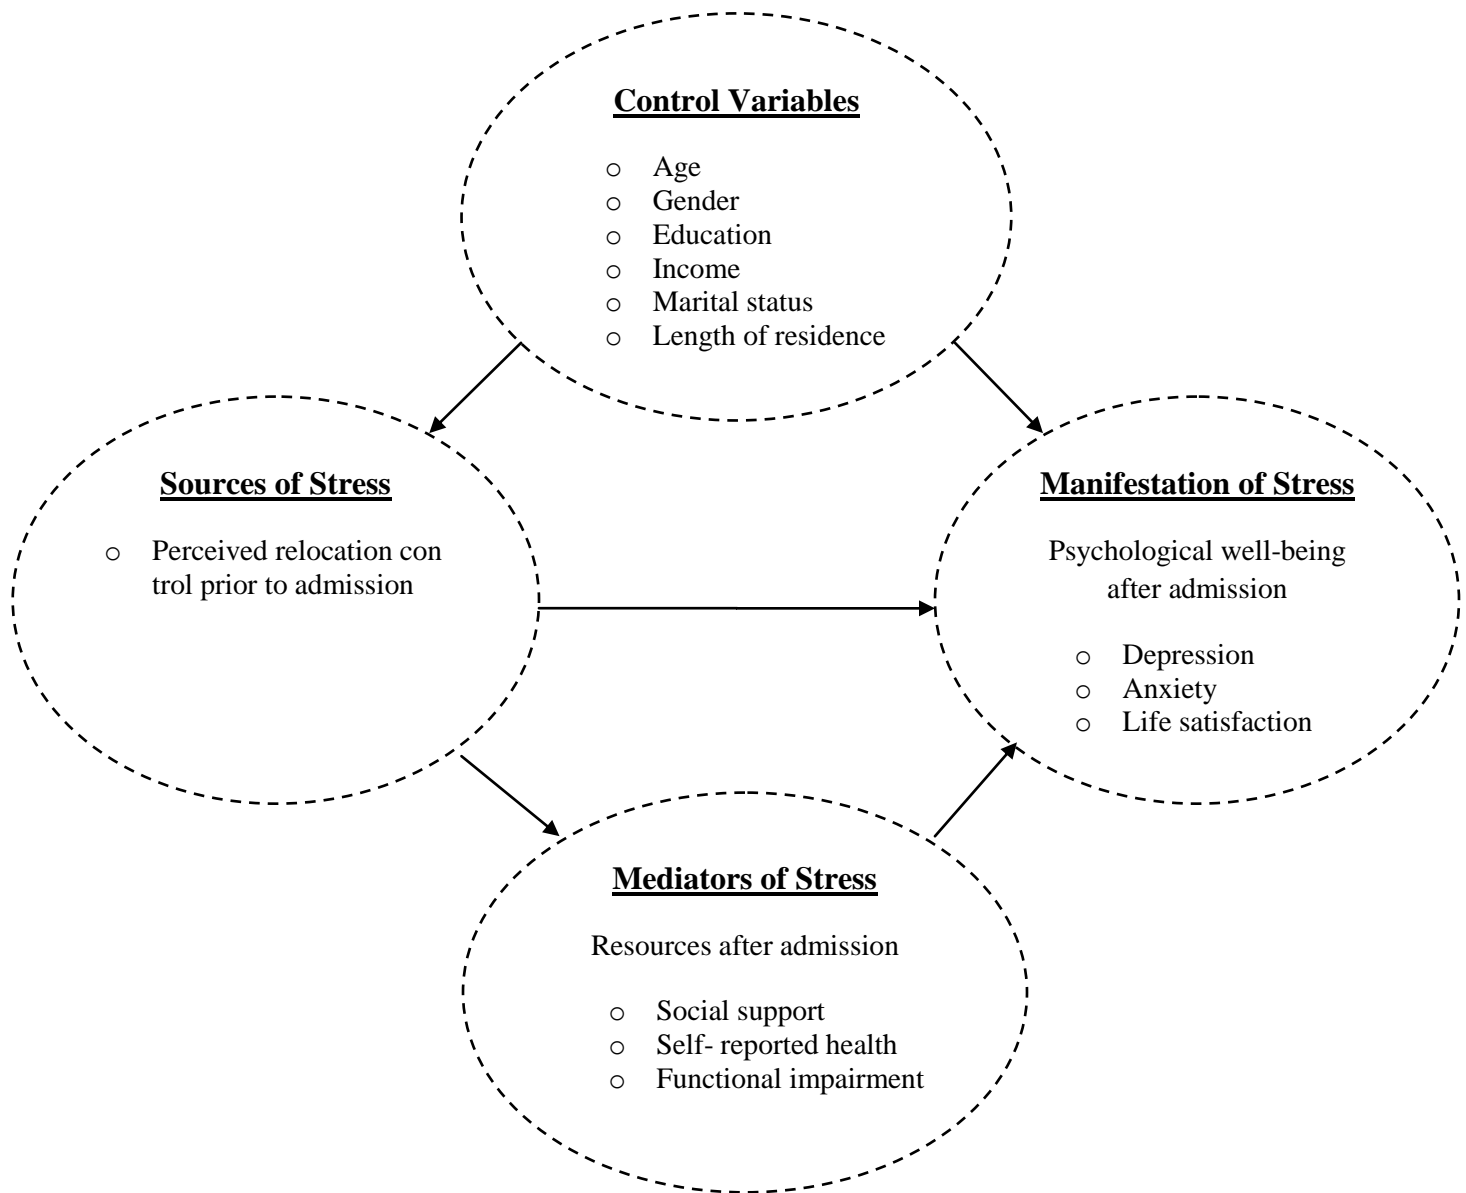 Control Variables
o Age
o Gender
o Education
o Income
o Marital status
o Length of residence
Sources of Stress
o Perceived relocation con
trol prior to admission
Manifestation of Stress
Psychological well-being
after admission
o Depression
o Anxiety
o Life satisfaction
Mediators of Stress
Resources after admission
o Social support
o Self- reported health
o Functional impairment